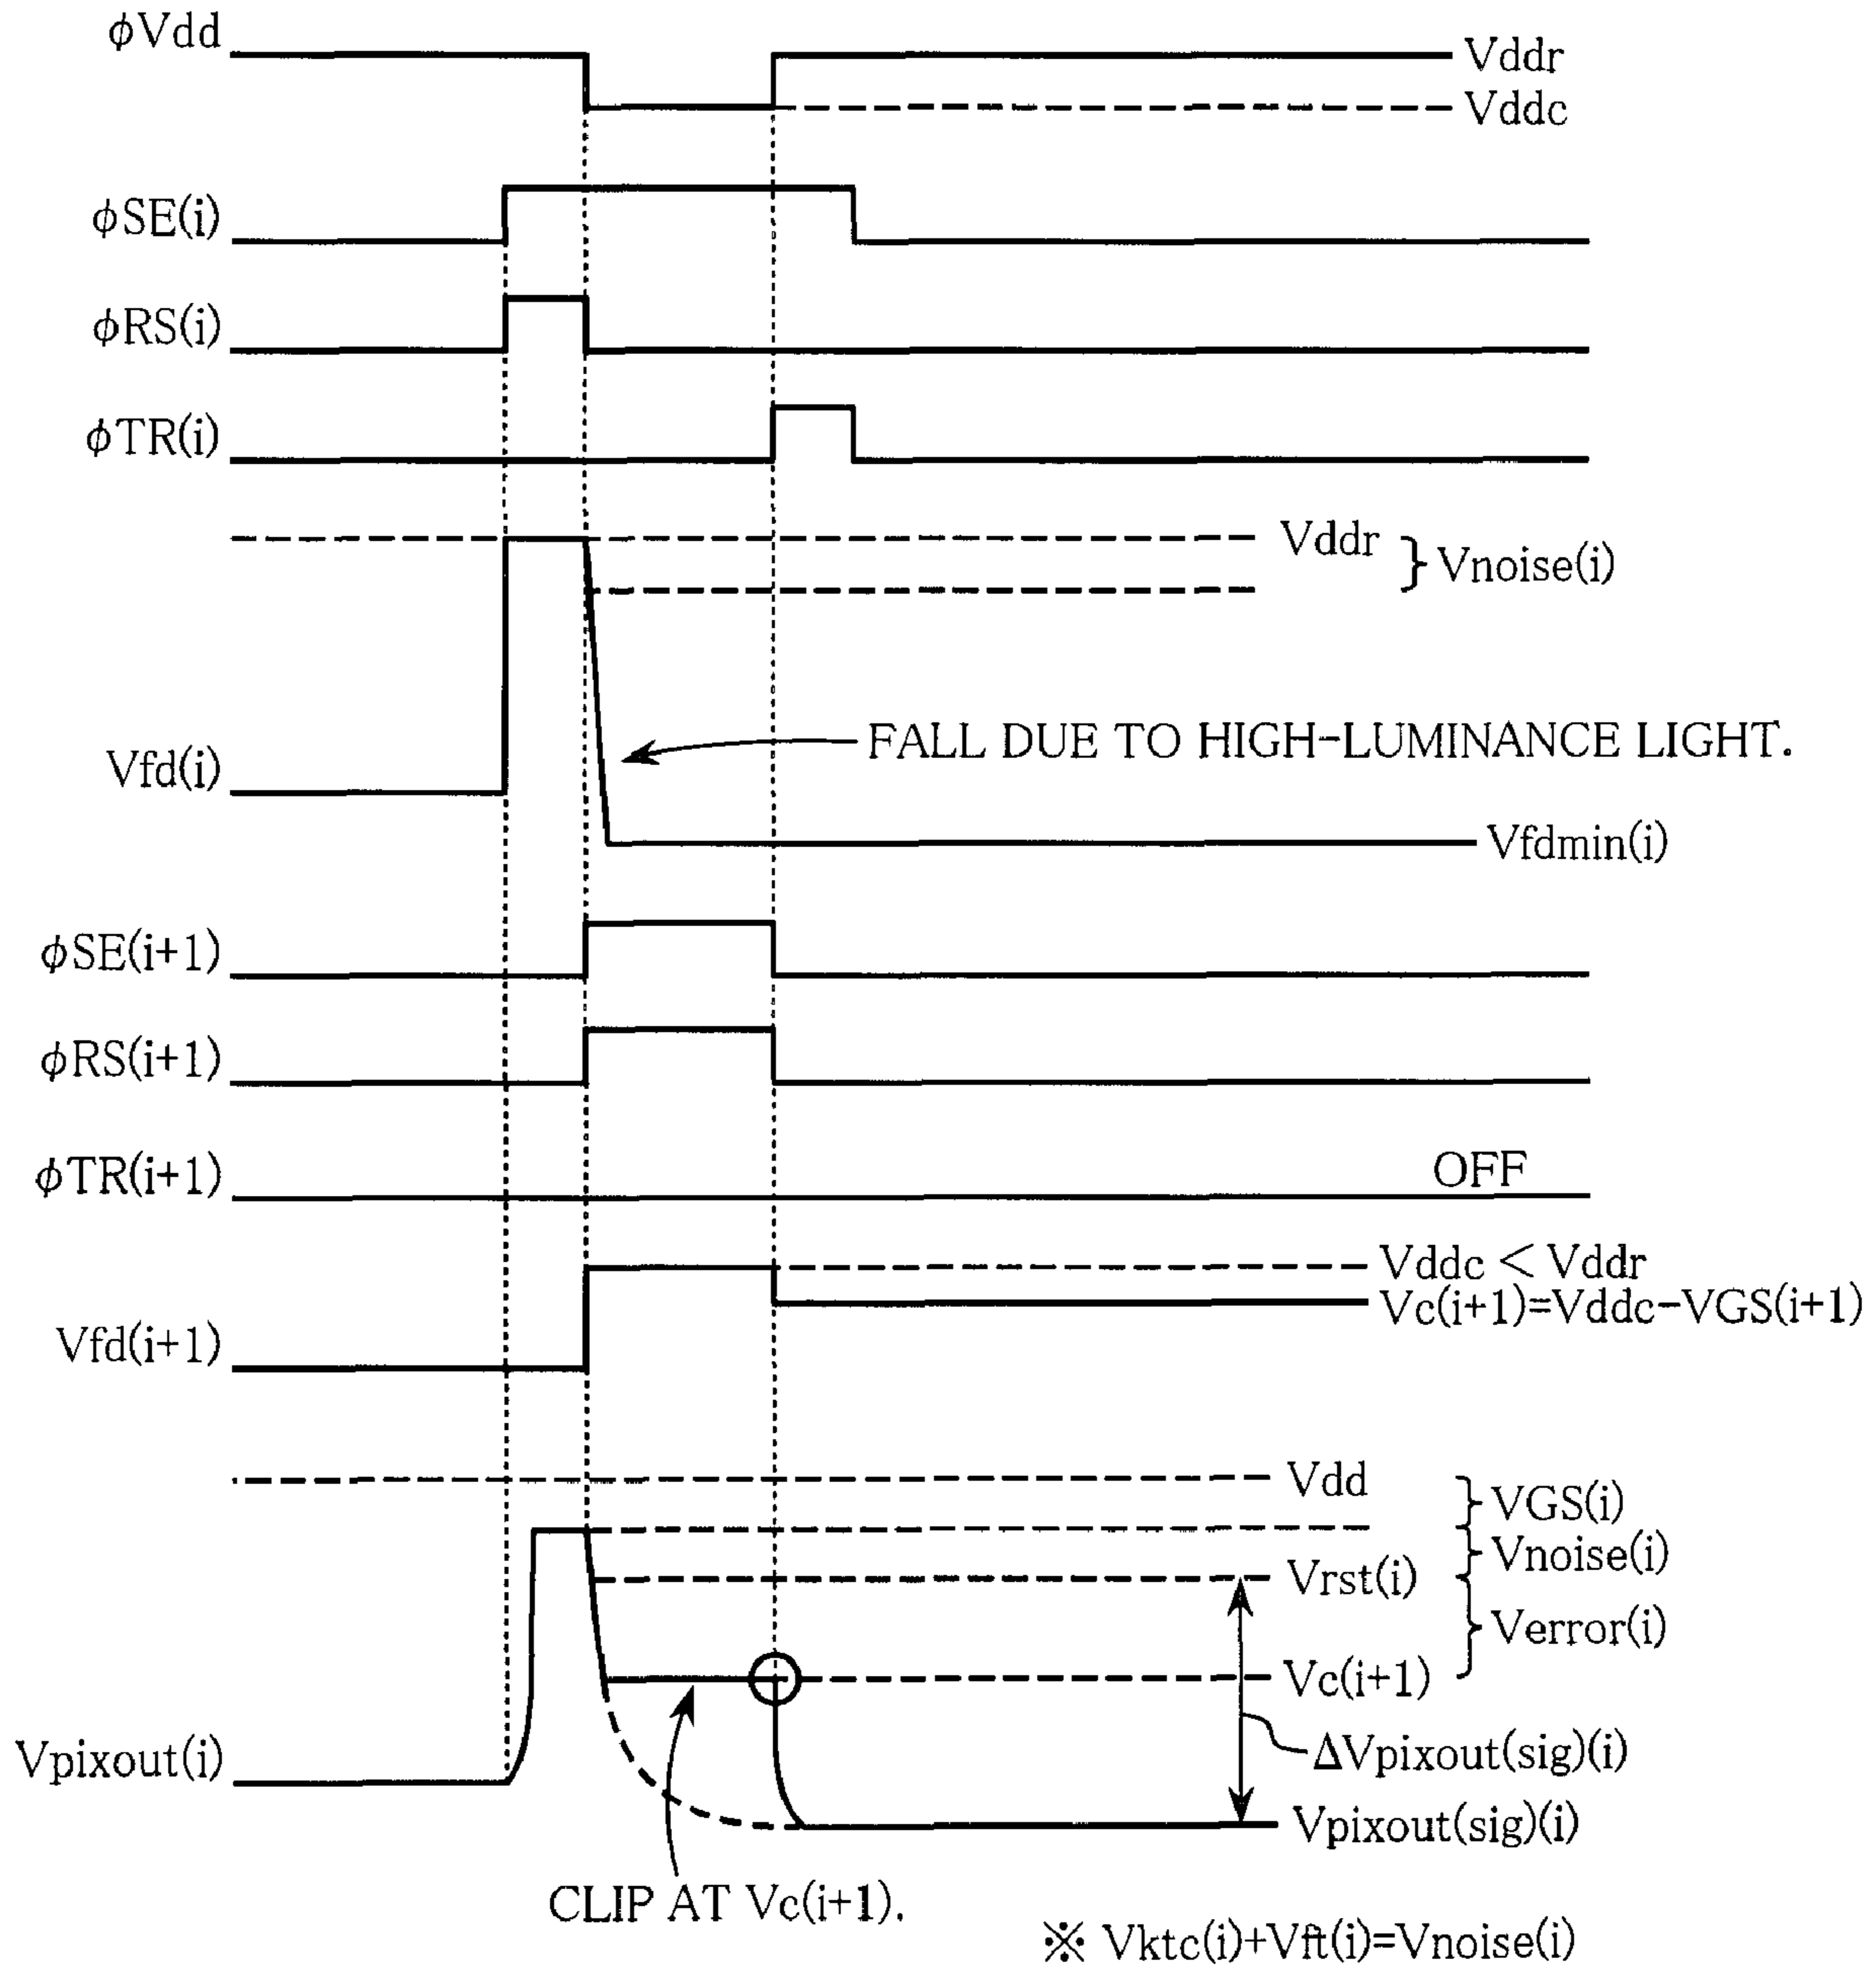 ϕVdd
Vddr
Vddc
ϕSE(i)
ϕRS(i)
ϕTR(i)
Vddr } Vnoise(i)
FALL DUE TO HIGH-LUMINANCE LIGHT.
Vfd(i)
Vfdmin(i)
ϕSE(i+1)
ϕRS(i+1)
ϕTR(i+1)
OFF
Vddc < Vddr
Vc(i+1)=Vddc-VGS(i+1)
Vfd(i+1)
Vdd
VGS(i)
Vnoise(i)
Vrst(i)
Verror(i)
Vc(i+1)
ΔVpixout(sig)(i)
Vpixout(i)
Vpixout(sig)(i)
CLIP AT Vc(i+1).
※ Vktc(i)+Vft(i)=Vnoise(i)